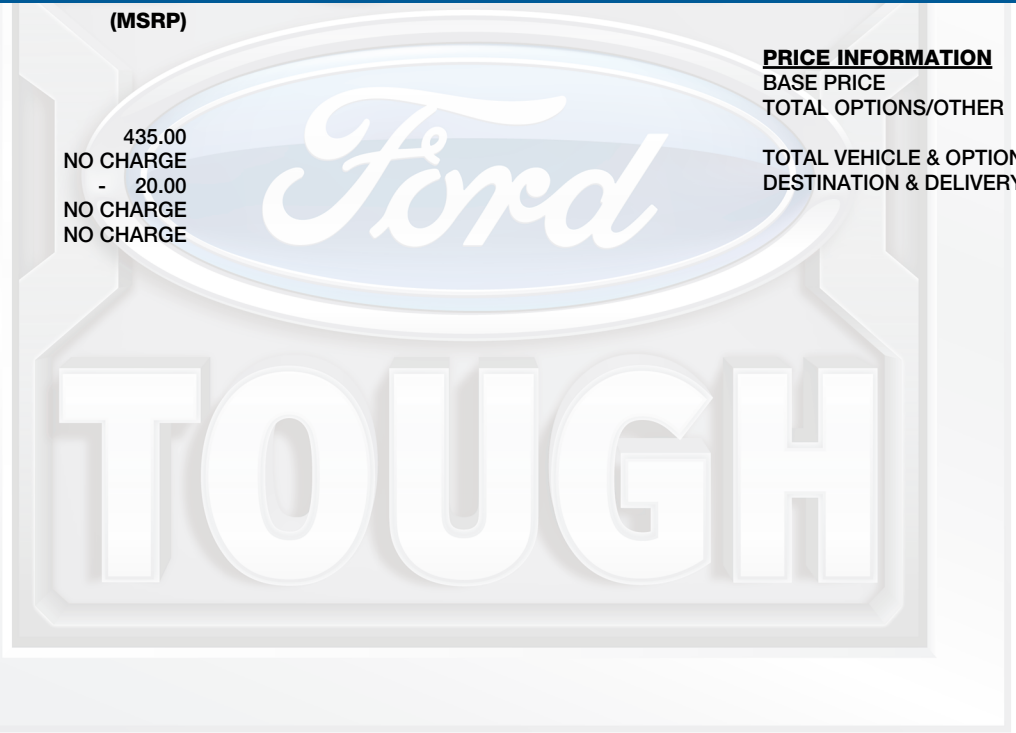 (MSRP)
435.00
NO CHARGE
- 20.00
NO CHARGE
NO CHARGE
PRICE INFORMATION
BASE PRICE
TOTAL OPTIONS/OTHER
TOTAL VEHICLE & OPTION
DESTINATION & DELIVERY
Ford
TOUGH